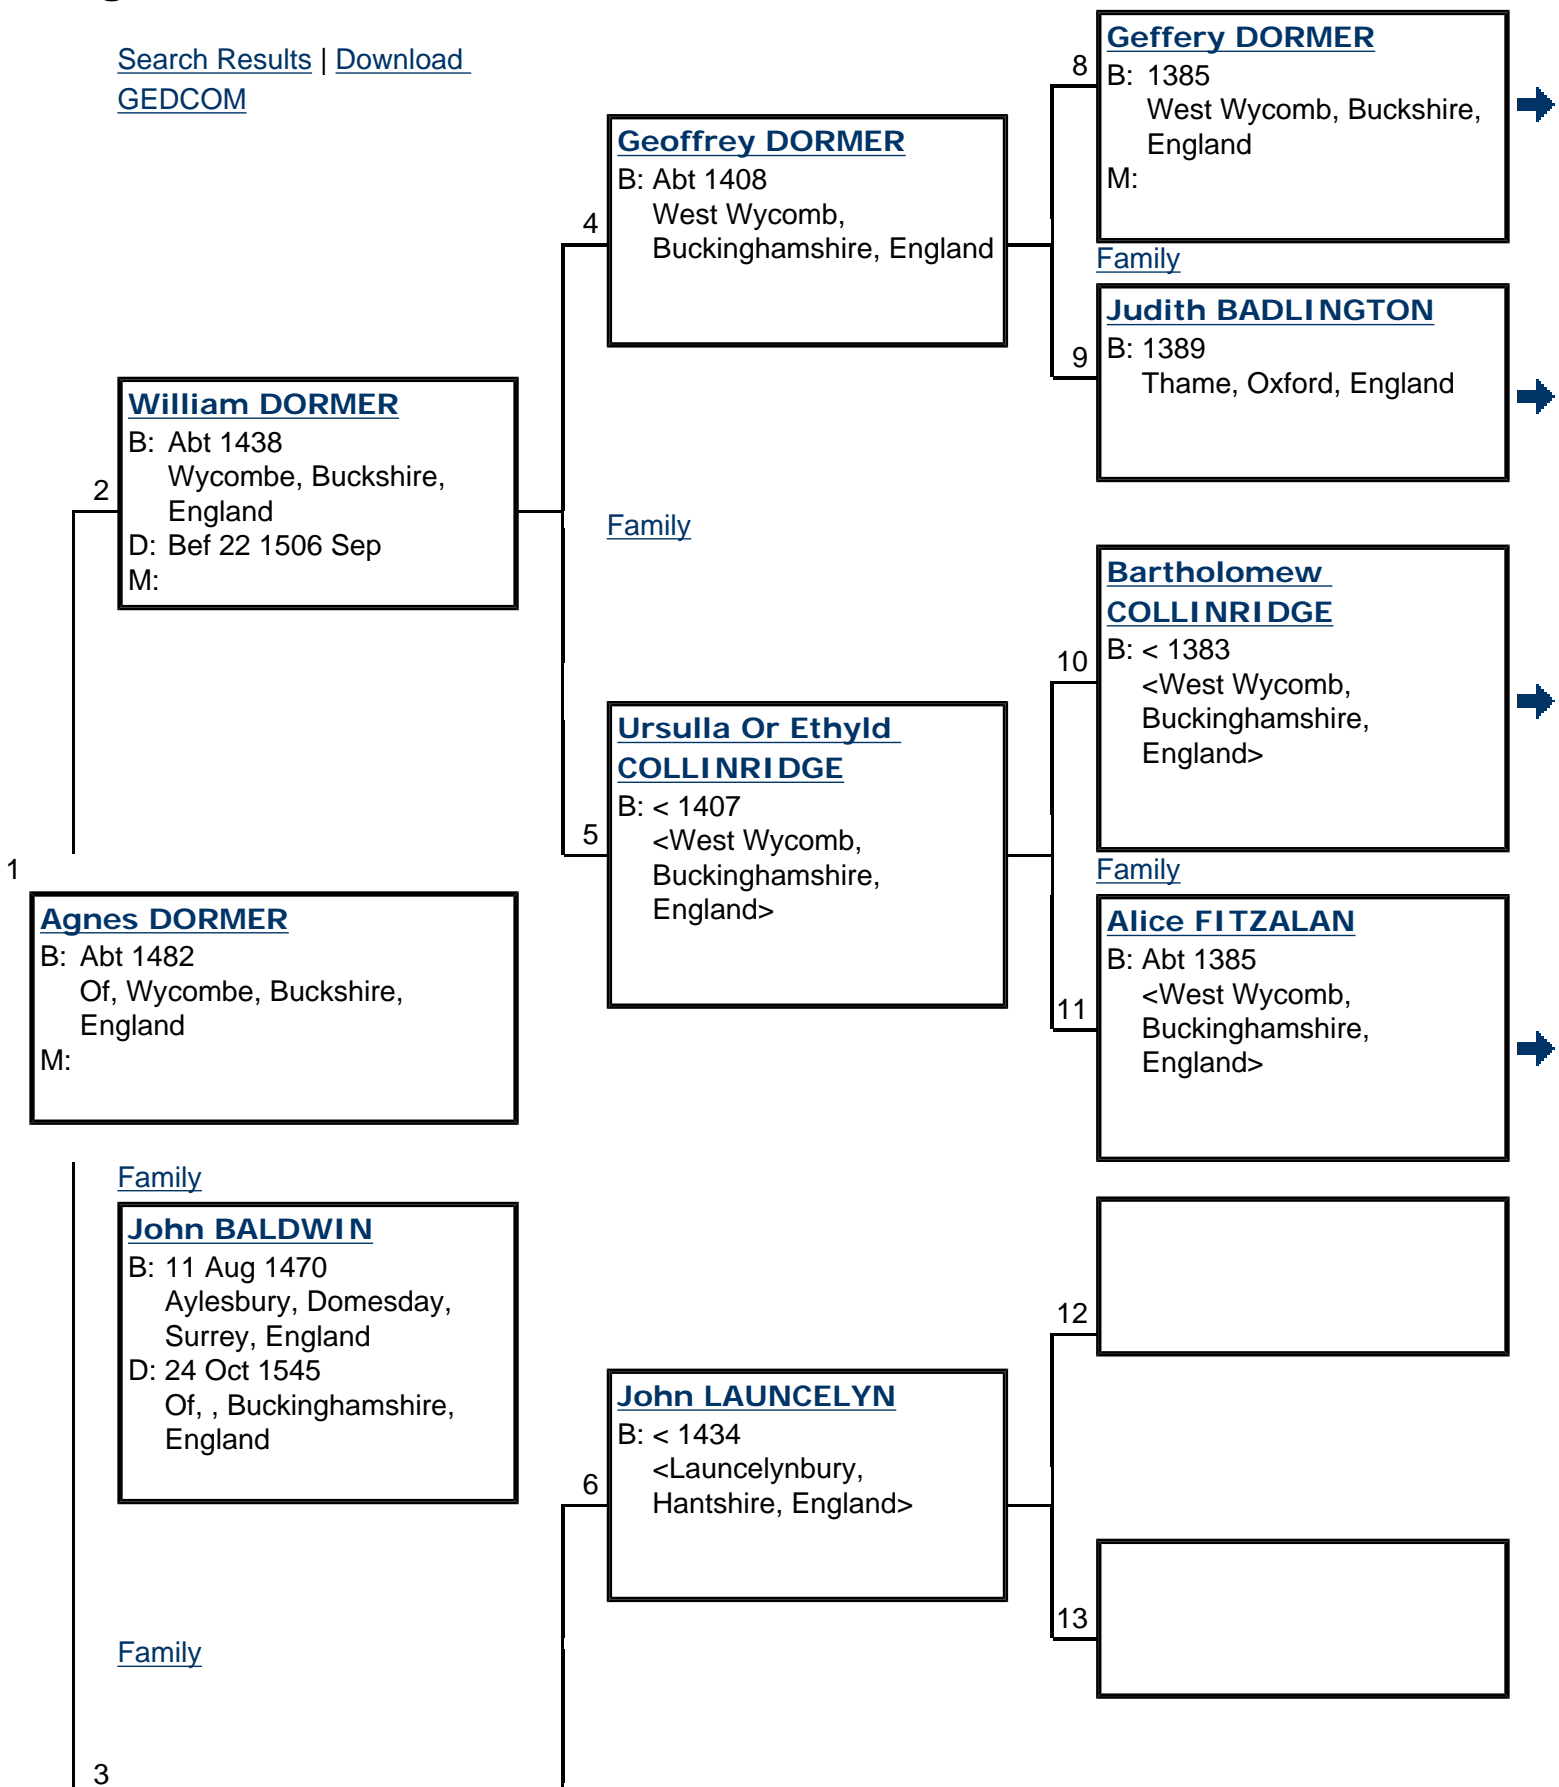 Search Results | Download
GEDCOM
8
Geffery DORMER
B: 1385
West Wycomb, Buckshire,
England
M:
Family
4
Geoffrey DORMER
B: Abt 1408
West Wycomb,
Buckinghamshire, England
9
Judith BADLINGTON
B: 1389
Thame, Oxford, England
2
William DORMER
B: Abt 1438
Wycombe, Buckshire,
England
D: Bef 22 1506 Sep
M:
Family
10
Bartholomew
COLLINRIDGE
B: < 1383
<West Wycomb,
Buckinghamshire,
England>
Family
5
Ursulla Or Ethyld
COLLINRIDGE
B: < 1407
<West Wycomb,
Buckinghamshire,
England>
11
Alice FITZALAN
B: Abt 1385
<West Wycomb,
Buckinghamshire,
England>
1
Agnes DORMER
B: Abt 1482
Of, Wycombe, Buckshire,
England
M:
Family
John BALDWIN
B: 11 Aug 1470
Aylesbury, Domesday,
Surrey, England
D: 24 Oct 1545
Of, , Buckinghamshire,
England
12
6
John LAUNCELYN
B: < 1434
<Launcelynbury,
Hantshire, England>
13
Family
3